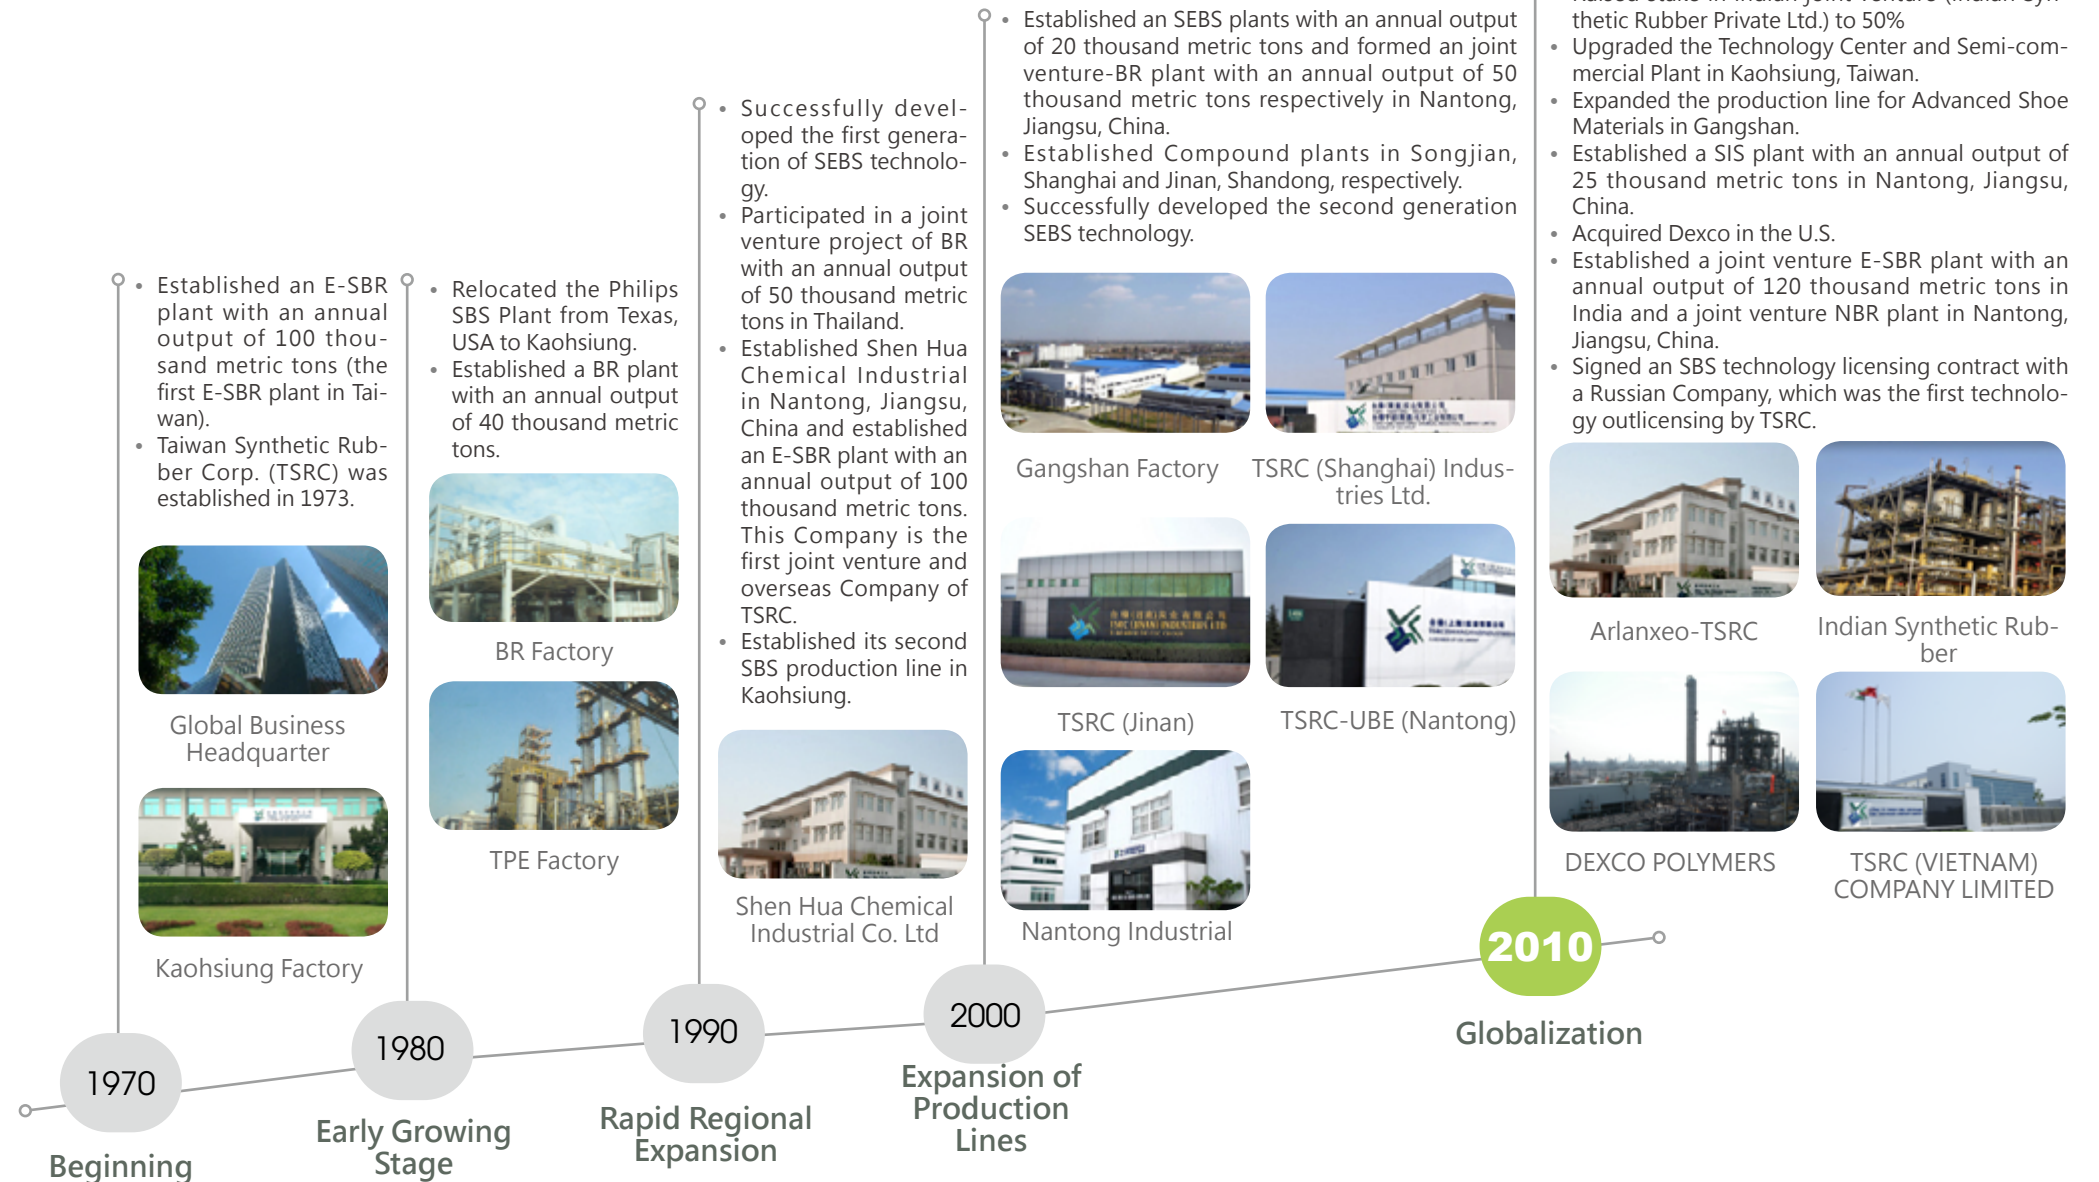 • Established an E-SBR
plant with an annual
output of 100 thou-
sand metric tons (the
first E-SBR plant in Tai-
wan).
• Taiwan Synthetic Rub-
ber Corp. (TSRC) was
established in 1973.
Global Business
Headquarter
Kaohsiung Factory
1970
Beginning
• Relocated the Philips
SBS Plant from Texas,
USA to Kaohsiung.
• Established a BR plant
with an annual output
of 40 thousand metric
tons.
BR Factory
TPE Factory
1980
Early Growing
Stage
• Successfully devel-
oped the first genera-
tion of SEBS technolo-
gy.
• Participated in a joint
venture project of BR
with an annual output
of 50 thousand metric
tons in Thailand.
• Established Shen Hua
Chemical Industrial
in Nantong, Jiangsu,
China and established
an E-SBR plant with an
annual output of 100
thousand metric tons.
This Company is the
first joint venture and
overseas Company of
TSRC.
• Established its second
SBS production line in
Kaohsiung.
Shen Hua Chemical
Industrial Co. Ltd
1990
Rapid Regional
Expansion
• Established an SEBS plants with an annual output
of 20 thousand metric tons and formed an joint
venture-BR plant with an annual output of 50
thousand metric tons respectively in Nantong,
Jiangsu, China.
• Established Compound plants in Songjian,
Shanghai and Jinan, Shandong, respectively.
• Successfully developed the second generation
SEBS technology.
Gangshan Factory
TSRC (Shanghai) Indus-
tries Ltd.
TSRC (JINAN) INDUSTRIES LTD
TSRC (Jinan)
TSRC-UBE (Nantong)
Nantong Industrial
2000
Expansion of
Production
Lines
thetic Rubber Private Ltd.) to 50%
• Upgraded the Technology Center and Semi-com-
mercial Plant in Kaohsiung, Taiwan.
• Expanded the production line for Advanced Shoe
Materials in Gangshan.
• Established a SIS plant with an annual output of
25 thousand metric tons in Nantong, Jiangsu,
China.
• Acquired Dexco in the U.S.
• Established a joint venture E-SBR plant with an
annual output of 120 thousand metric tons in
India and a joint venture NBR plant in Nantong,
Jiangsu, China.
• Signed an SBS technology licensing contract with
a Russian Company, which was the first technolo-
gy outlicensing by TSRC.
Arlanxeo-TSRC
Indian Synthetic Rub-
ber
DEXCO POLYMERS
TSRC (VIETNAM)
COMPANY LIMITED
2010
Globalization